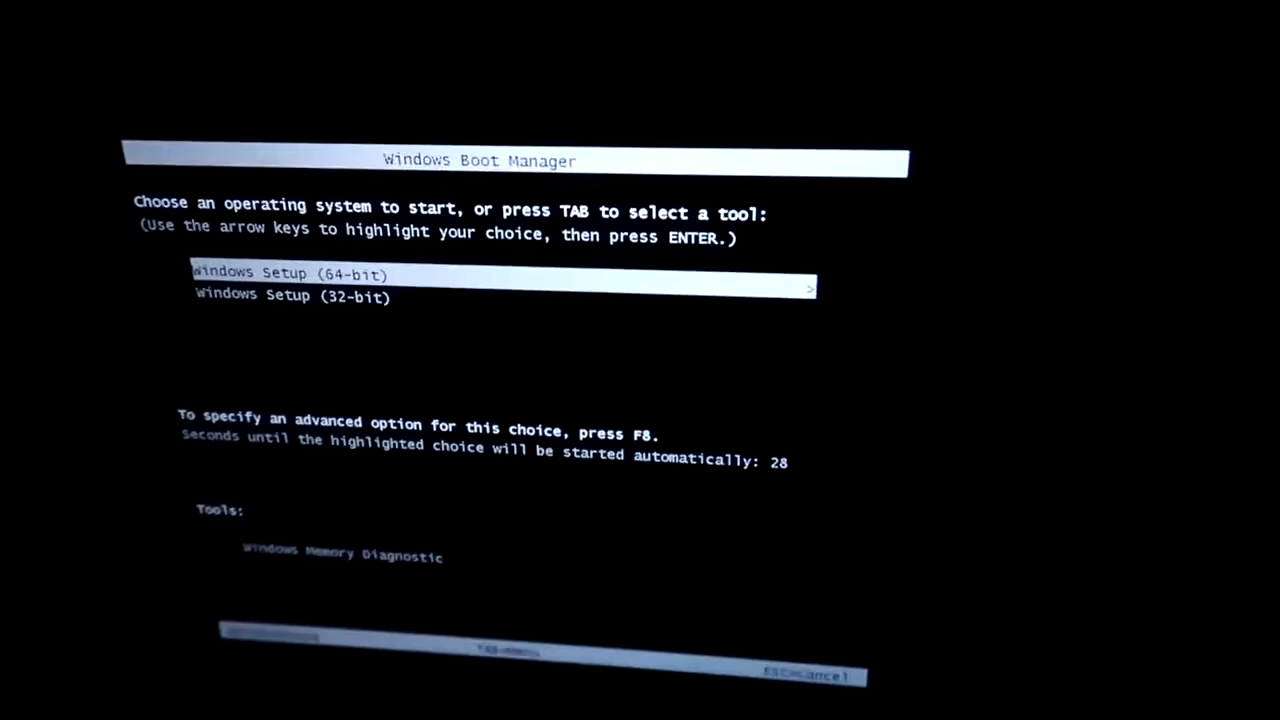 Windows Boot Manager
Choose an operating system to start, or press TAB to select a tool:
(Use the arrow keys to highlight your choice, then press ENTER.)
Windows Setup (64-bit) >
Windows Setup (32-bit)
To specify an advanced option for this choice, press F8.
Seconds until the highlighted choice will be started automatically: 28
Tools:
Windows Memory Diagnostic
ESC=Cancel